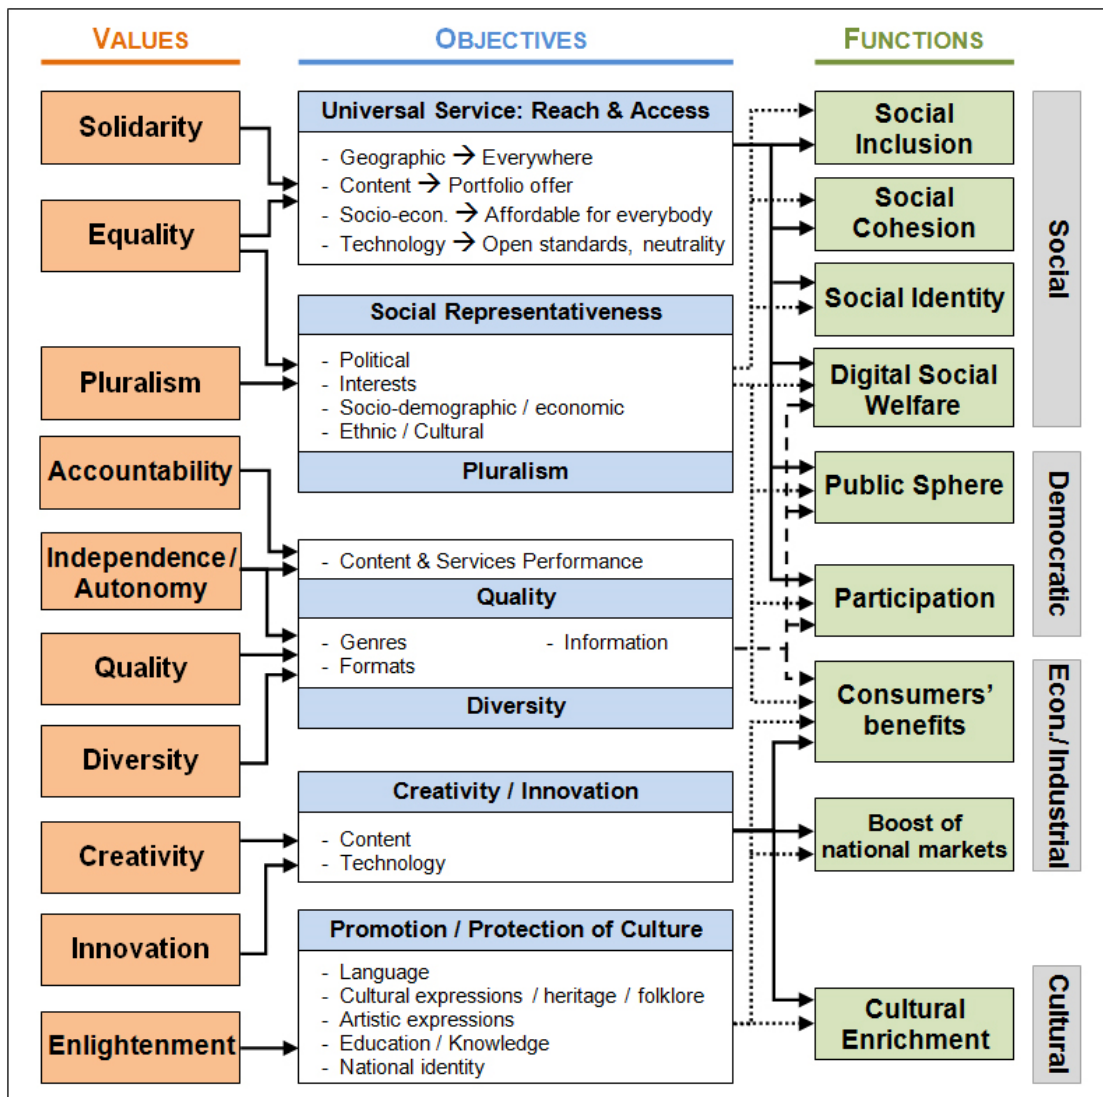 VALUES
OBJECTIVES
FUNCTIONS
Solidarity
Equality
Pluralism
Accountability
Independence /
Autonomy
Quality
Diversity
Creativity
Innovation
Enlightenment
Universal Service: Reach & Access
- Geographic → Everywhere
- Content → Portfolio offer
- Socio-econ. → Affordable for everybody
- Technology → Open standards, neutrality
Social Representativeness
- Political
- Interests
- Socio-demographic / economic
- Ethnic / Cultural
Pluralism
- Content & Services Performance
Quality
- Genres - Information
- Formats
Diversity
Creativity / Innovation
- Content
- Technology
Promotion / Protection of Culture
- Language
- Cultural expressions / heritage / folklore
- Artistic expressions
- Education / Knowledge
- National identity
Social
Inclusion
Social
Cohesion
Social Identity
Digital Social
Welfare
Public Sphere
Participation
Consumers'
benefits
Boost of
national markets
Cultural
Enrichment
Social
Democratic
Econ./Industrial
Cultural